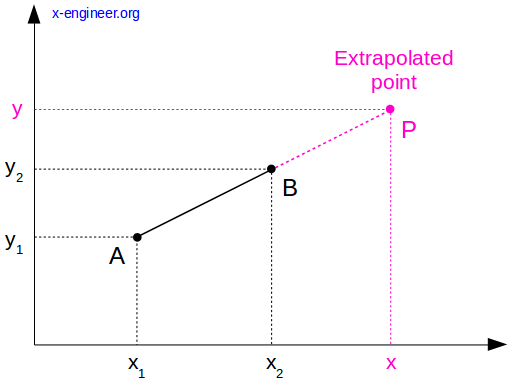 x-engineer.org
Extrapolated
point
y
P
y₂
B
y₁
A
x₁
x₂
x